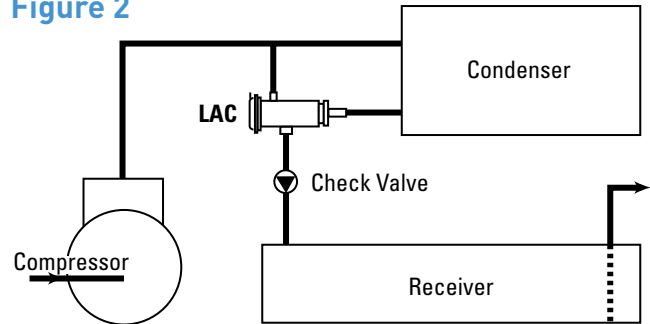 Figure 2
Condenser
LAC
Check Valve
Compressor
Receiver